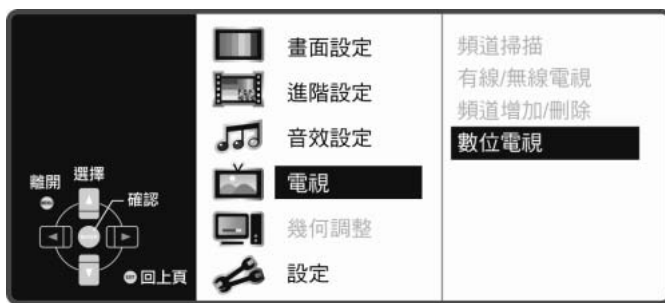 離開
選擇
確認
回上頁
畫面設定
進階設定
音效設定
電視
幾何調整
設定
頻道掃描
有線/無線電視
頻道增加/刪除
數位電視